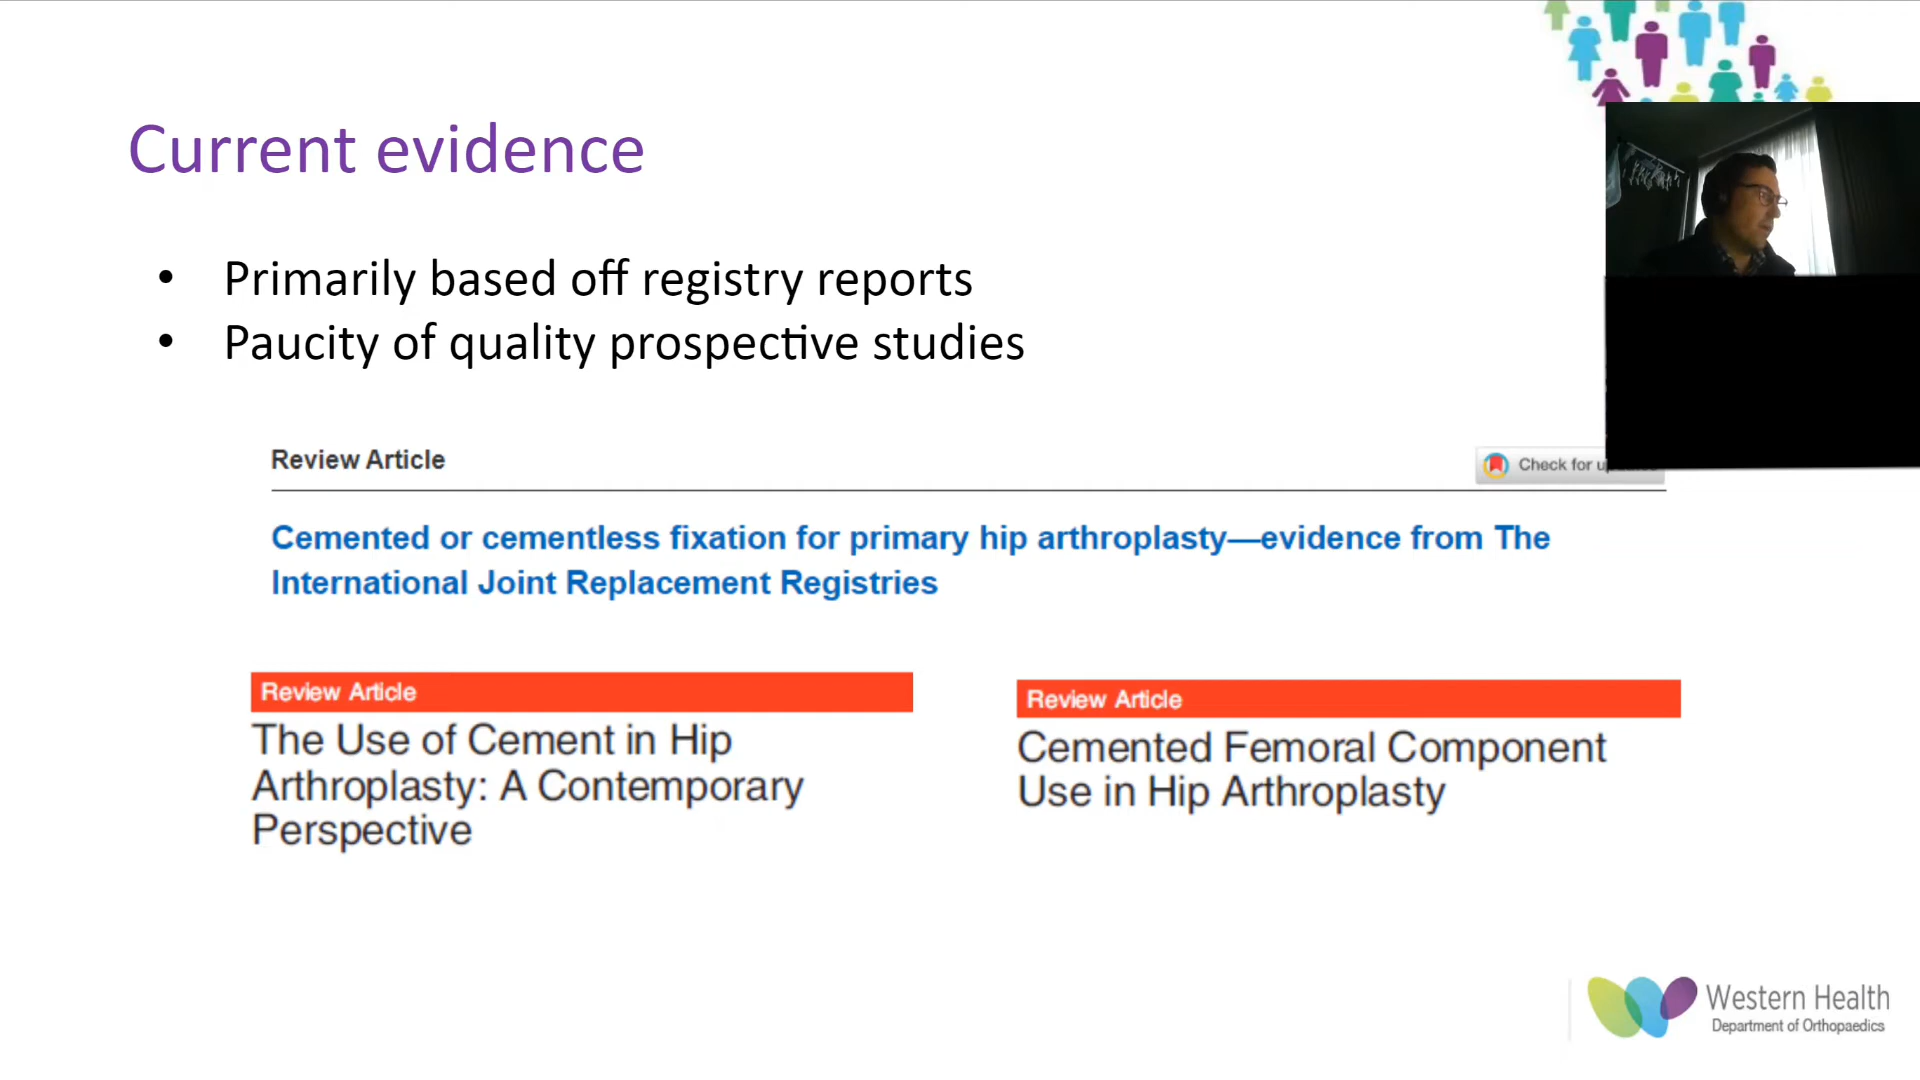 Current evidence
• Primarily based off registry reports
• Paucity of quality prospective studies
Review Article
Check for
Cemented or cementless fixation for primary hip arthroplasty—evidence from The
International Joint Replacement Registries
Review Article
The Use of Cement in Hip
Arthroplasty: A Contemporary
Perspective
Review Article
Cemented Femoral Component
Use in Hip Arthroplasty
Western Health
Department of Orthopaedics